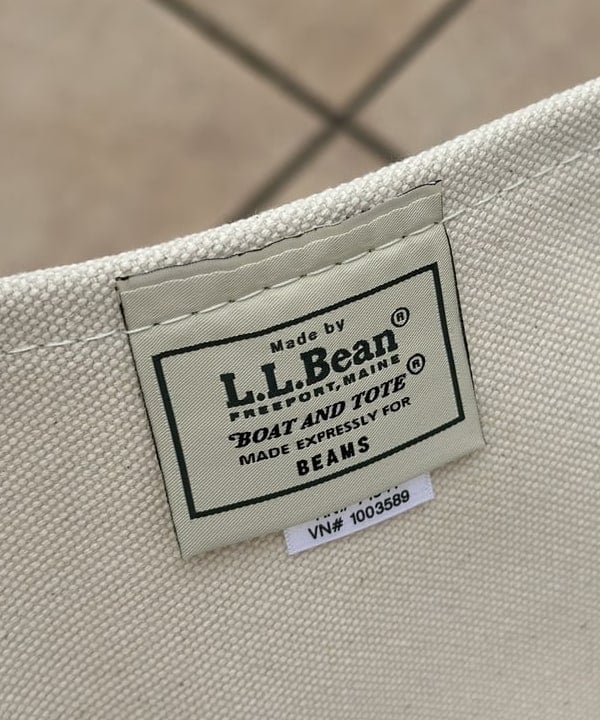 Made by
L.L.Bean®
FREEPORT, MAINE
BOAT AND TOTE®
MADE EXPRESSLY FOR
BEAMS
VN# 1003589